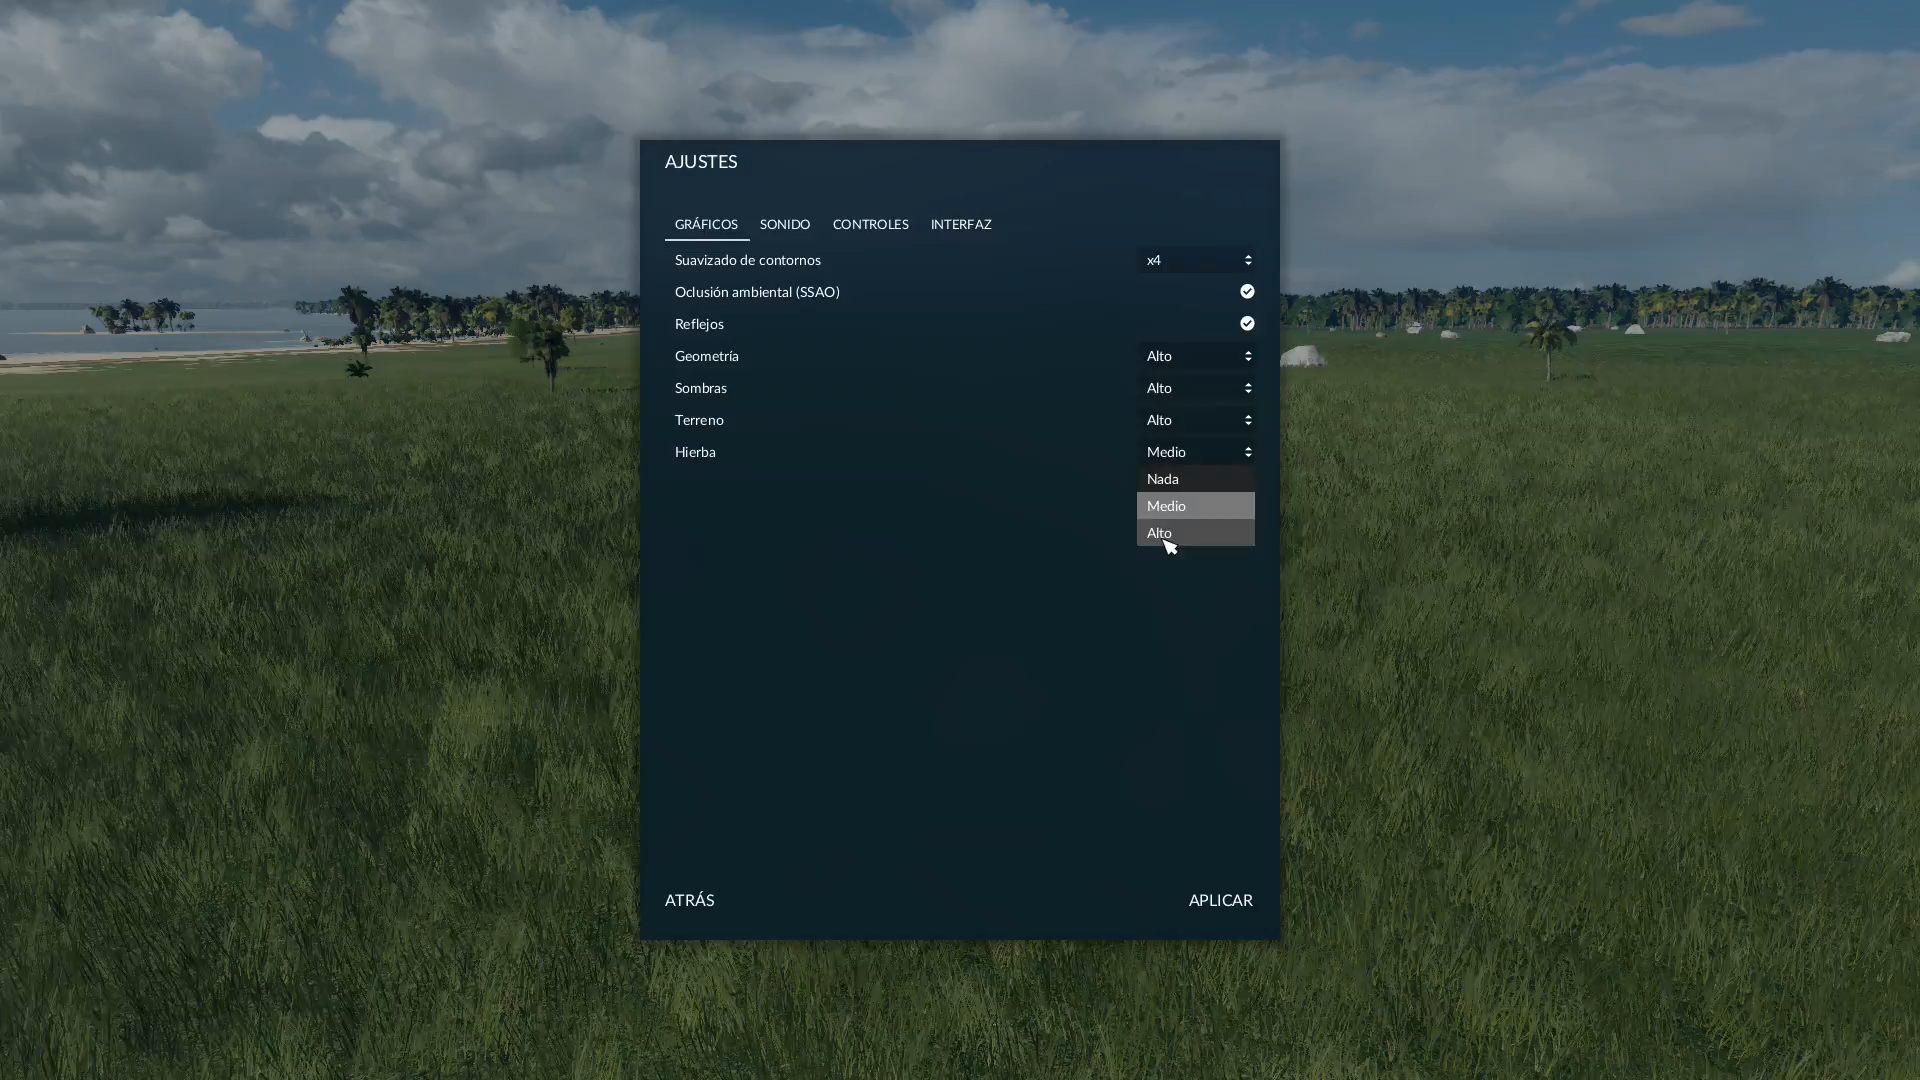 AJUSTES
GRÁFICOS SONIDO CONTROLES INTERFAZ
Suavizado de contornos x4
Oclusión ambiental (SSAO)
Reflejos
Geometría Alto
Sombras Alto
Terreno Alto
Hierba Medio
Nada
Medio
Alto
ATRÁS APLICAR